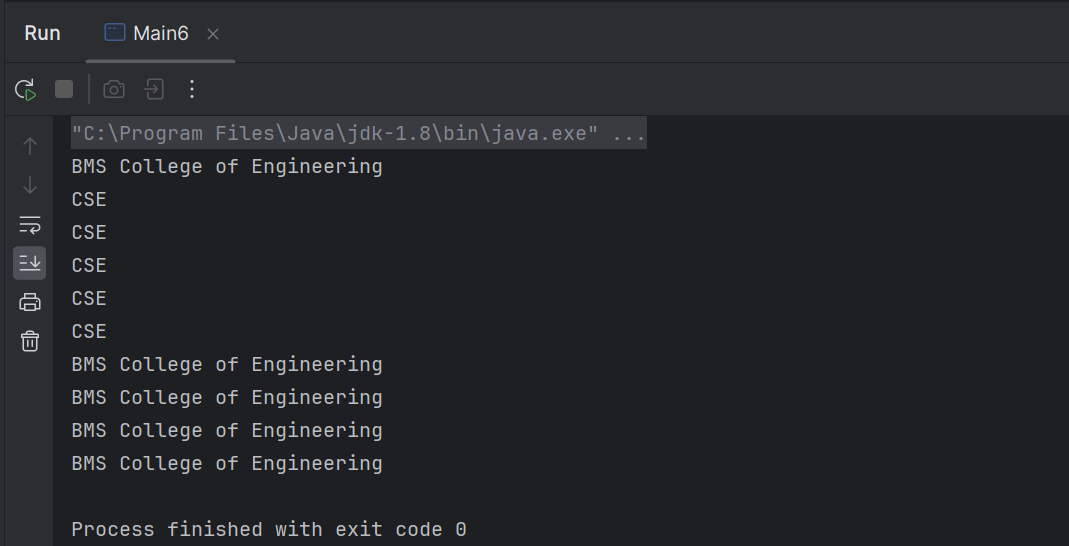 Run Main6
"C:\Program Files\Java\jdk-1.8\bin\java.exe" ...
BMS College of Engineering
CSE
CSE
CSE
CSE
CSE
BMS College of Engineering
BMS College of Engineering
BMS College of Engineering
BMS College of Engineering
Process finished with exit code 0